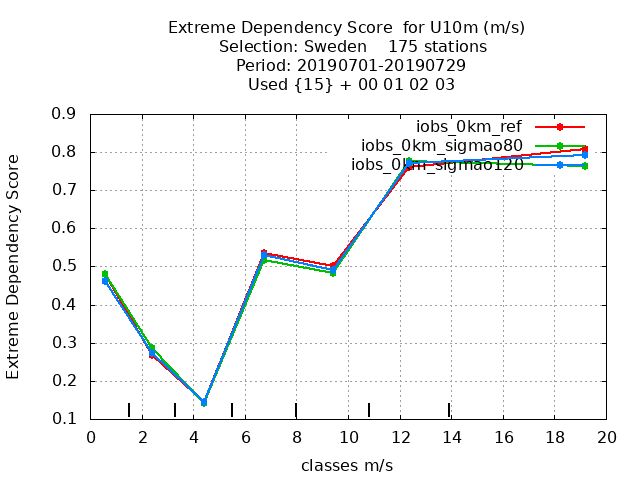 Extreme Dependency Score  for U10m (m/s)
Selection: Sweden    175 stations
Period: 20190701-20190729
Used {15} + 00 01 02 03
iobs_0km_ref
iobs_0km_sigmao80
iobs_0km_sigmao120
Extreme Dependency Score
0.9
0.8
0.7
0.6
0.5
0.4
0.3
0.2
0.1
0 2 4 6 8 10 12 14 16 18 20
classes m/s